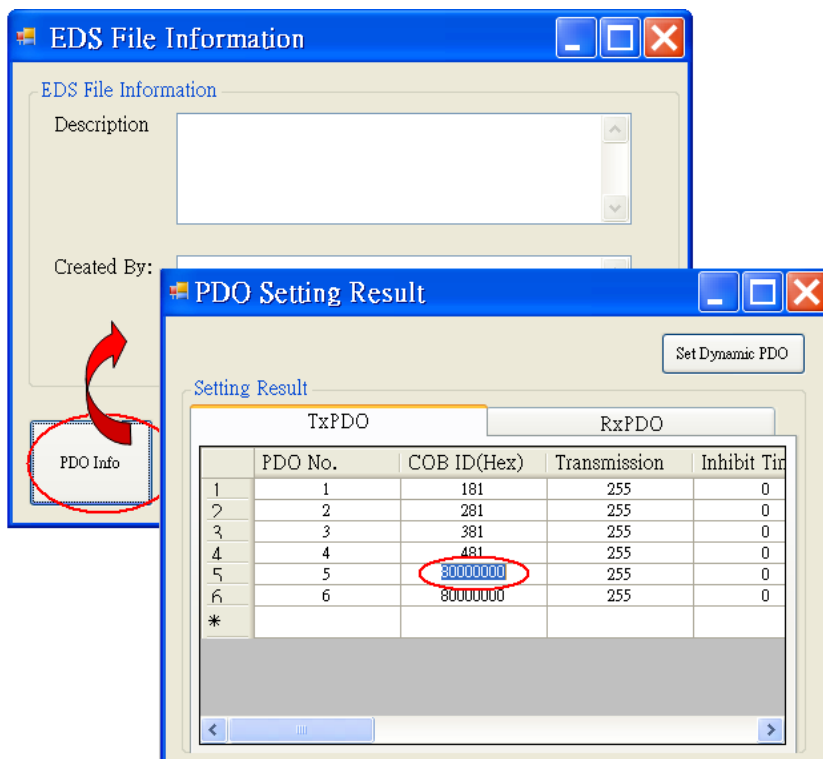 EDS File Information
EDS File Information
Description
Created By:
PDO Info
PDO Setting Result
Set Dynamic PDO
Setting Result
TxPDO RxPDO
PDO No. COB ID(Hex) Transmission Inhibit Tin
1 1 181 255 0
2 2 281 255 0
3 3 381 255 0
4 4 481 255 0
5 5 80000000 255 0
6 6 80000000 255 0
*